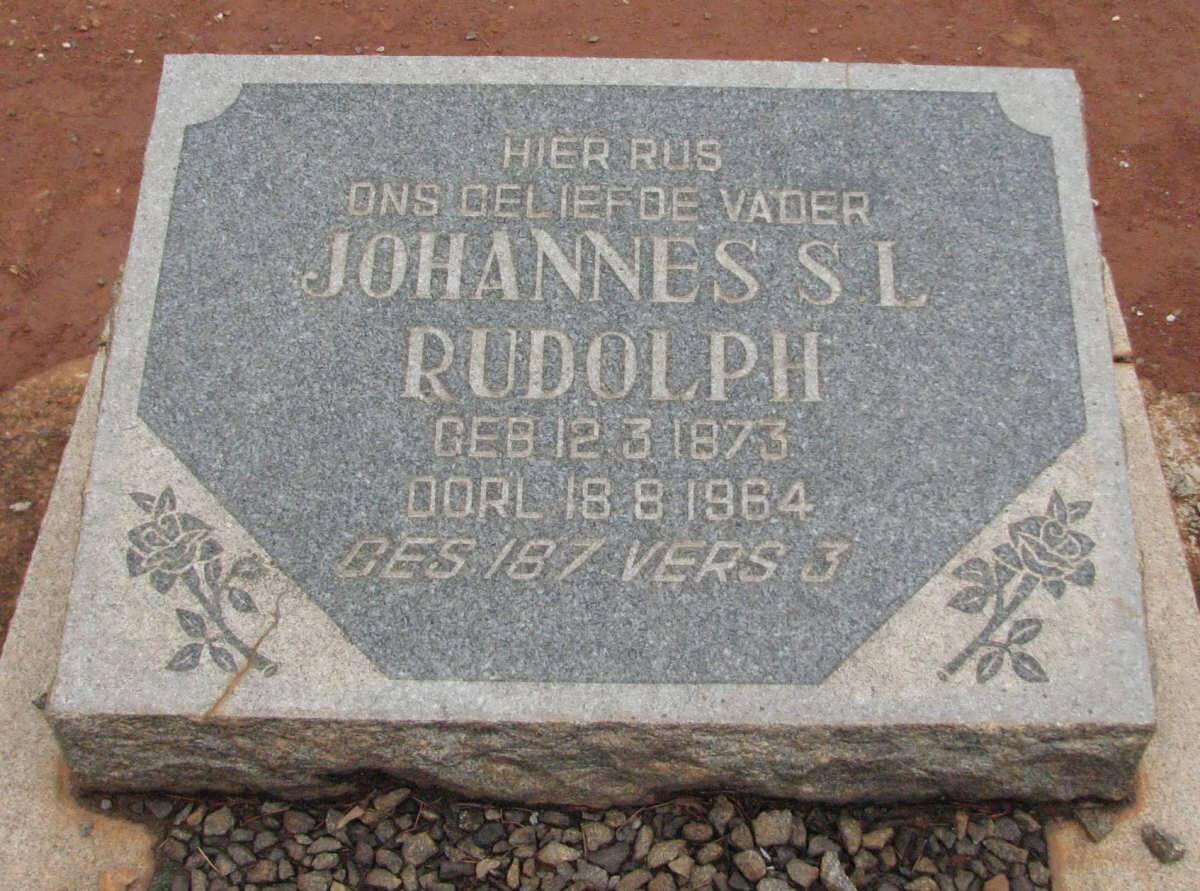 HIER RUS
ONS GELIEFDE VADER
JOHANNES S. L
RUDOLPH
GEB 12 3 1873
OORL 18 8 1964
GES 187 VERS 3